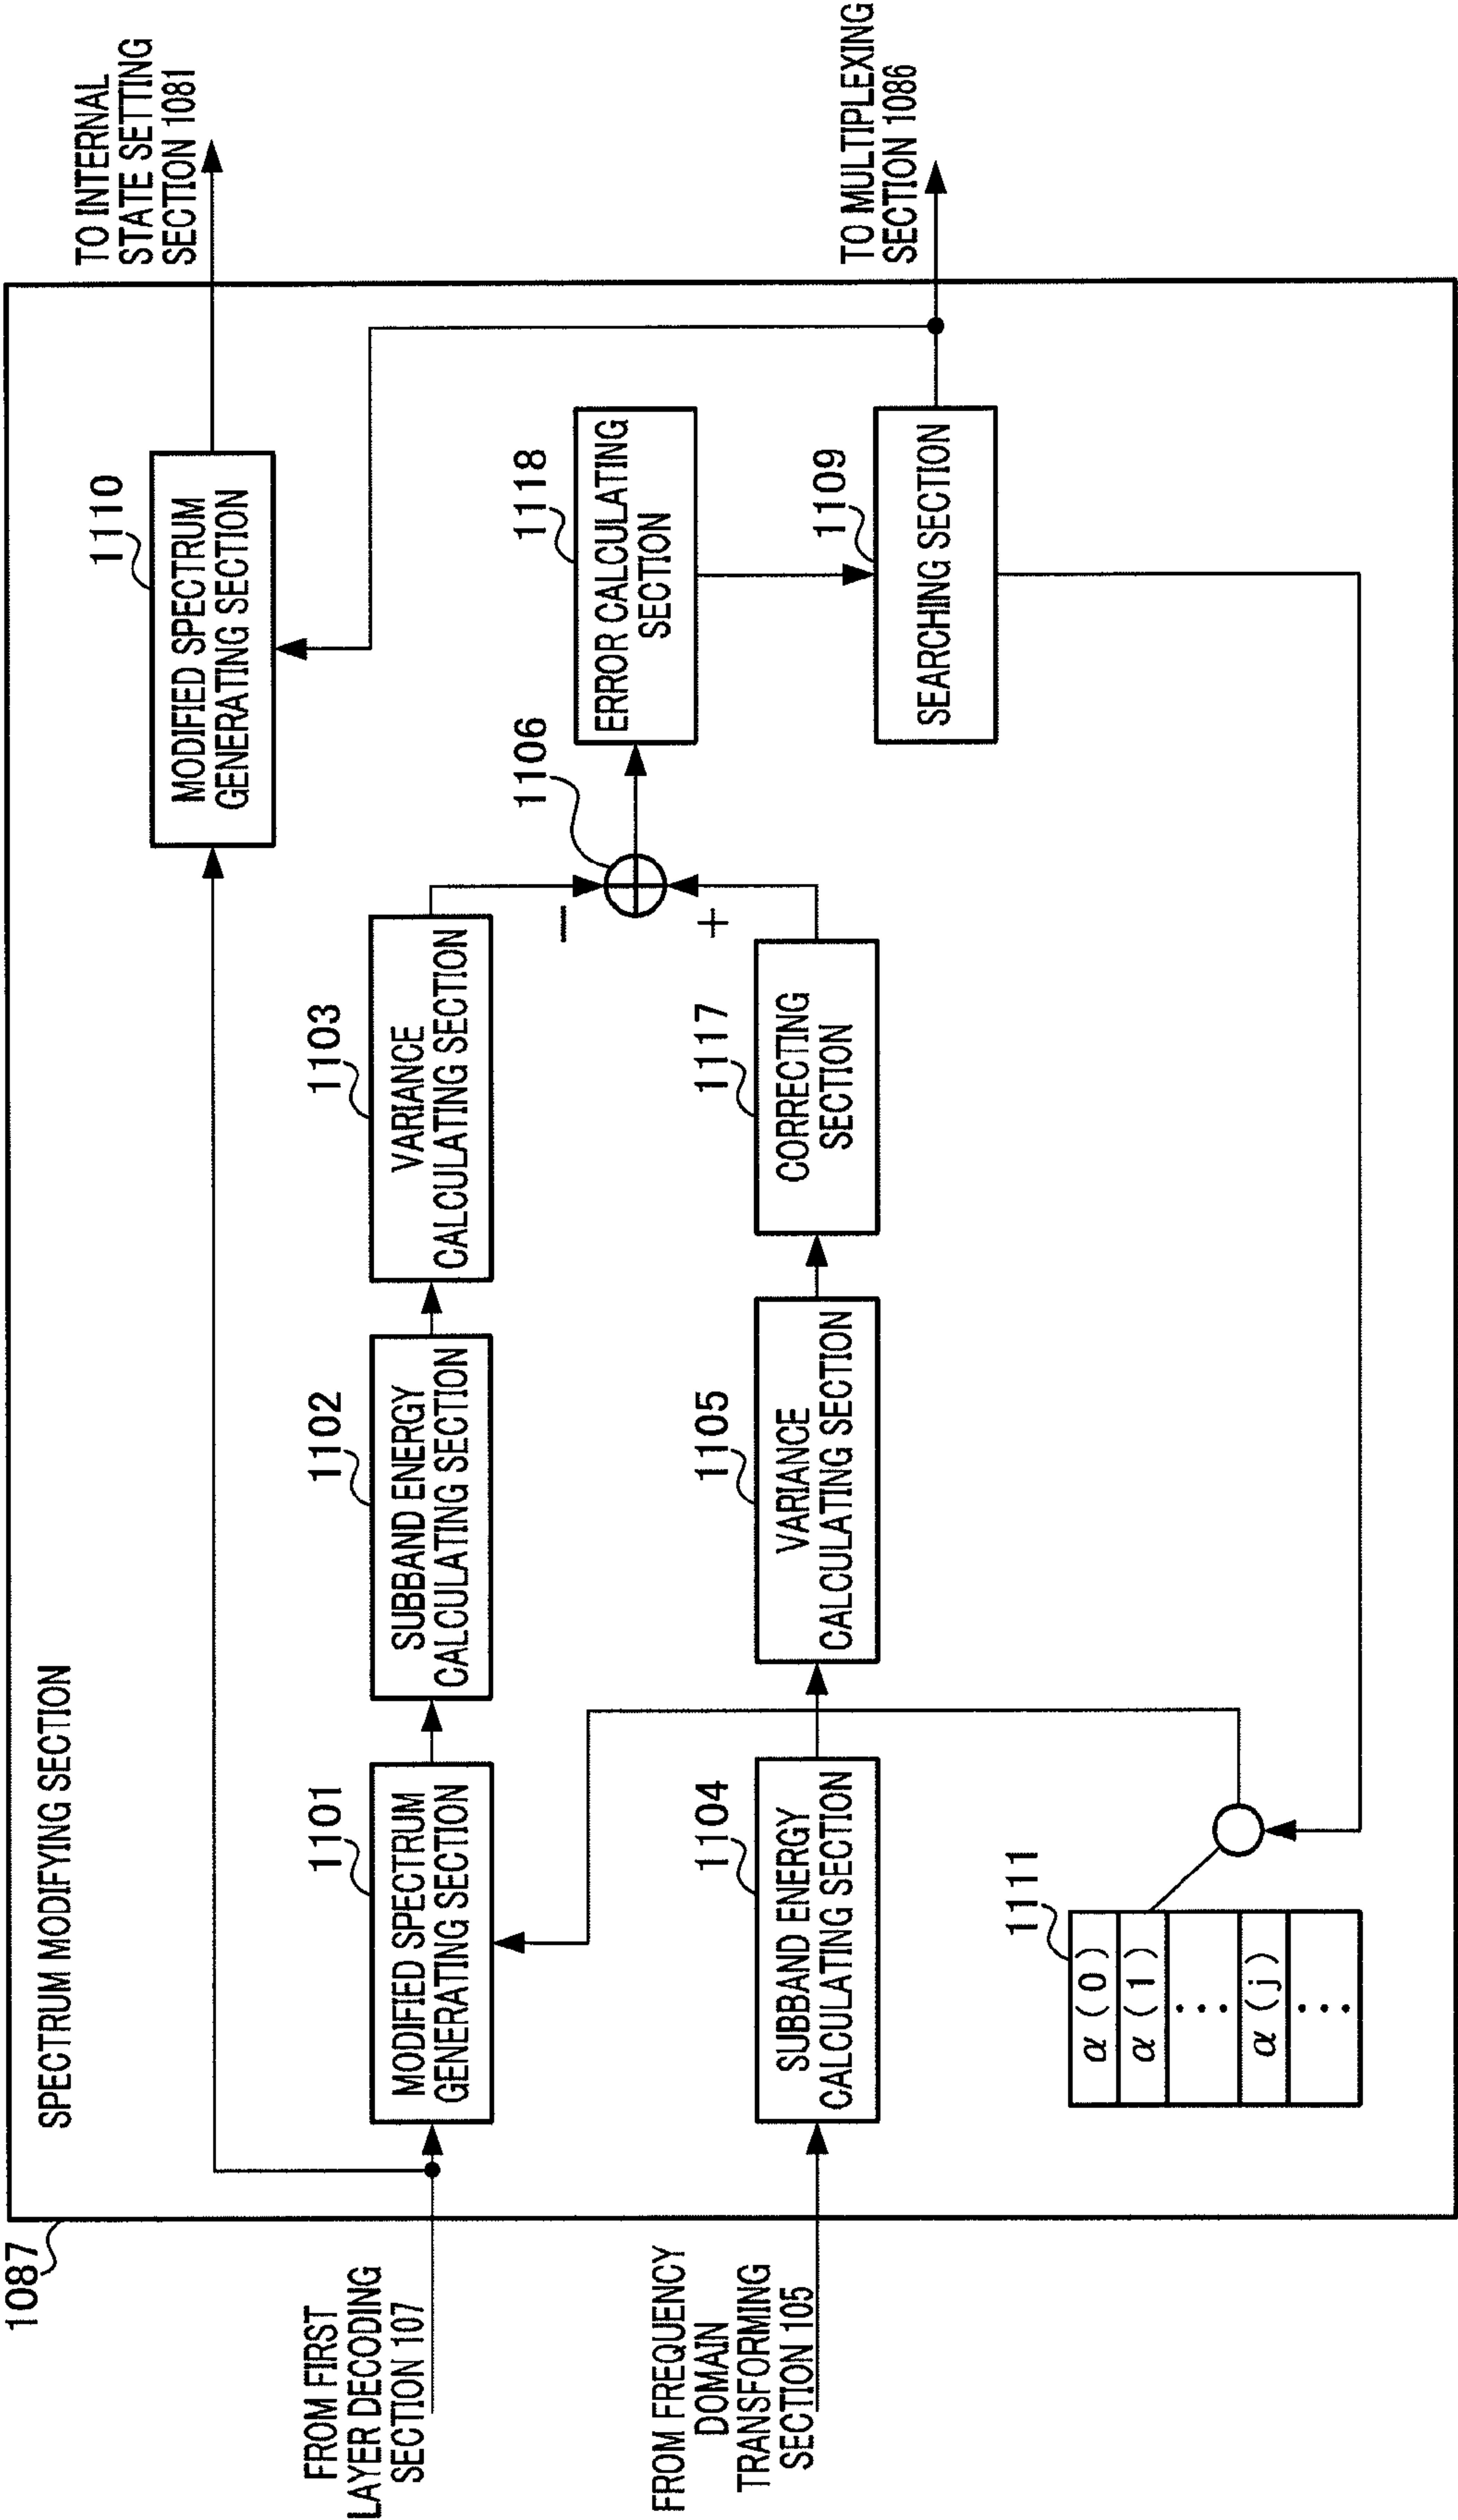 1087
SPECTRUM MODIFYING SECTION
FROM FIRST
LAYER DECODING
SECTION 107
FROM FREQUENCY
DOMAIN
TRANSFORMING
SECTION 105
1101
MODIFIED SPECTRUM
GENERATING SECTION
1102
SUBBAND ENERGY
CALCULATING SECTION
1103
VARIANCE
CALCULATING SECTION
1104
SUBBAND ENERGY
CALCULATING SECTION
1105
VARIANCE
CALCULATING SECTION
1117
CORRECTING
SECTION
1106
−
+
1118
ERROR CALCULATING
SECTION
1109
SEARCHING SECTION
1110
MODIFIED SPECTRUM
GENERATING SECTION
1111
α(0)
α(1)
...
α(j)
...
TO INTERNAL
STATE SETTING
SECTION 1081
TO MULTIPLEXING
SECTION 1086